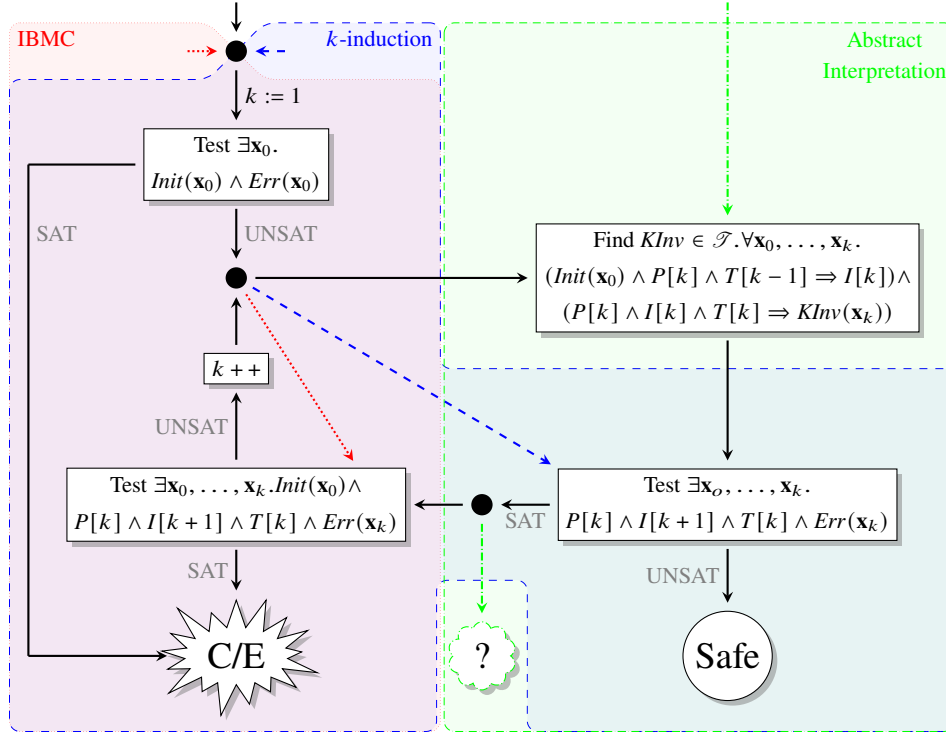 IBMC
k-induction
Abstract
Interpretation
k := 1
Test ∃x₀.
Init(x₀) ∧ Err(x₀)
SAT
UNSAT
Find KInv ∈ 𝒯.∀x₀, . . . , xₖ.
(Init(x₀) ∧ P[k] ∧ T[k − 1] ⇒ I[k])∧
(P[k] ∧ I[k] ∧ T[k] ⇒ KInv(xₖ))
k ++
UNSAT
Test ∃x₀, . . . , xₖ.Init(x₀)∧
P[k] ∧ I[k + 1] ∧ T[k] ∧ Err(xₖ)
SAT
Test ∃xₒ, . . . , xₖ.
P[k] ∧ I[k + 1] ∧ T[k] ∧ Err(xₖ)
SAT
UNSAT
C/E
?
Safe